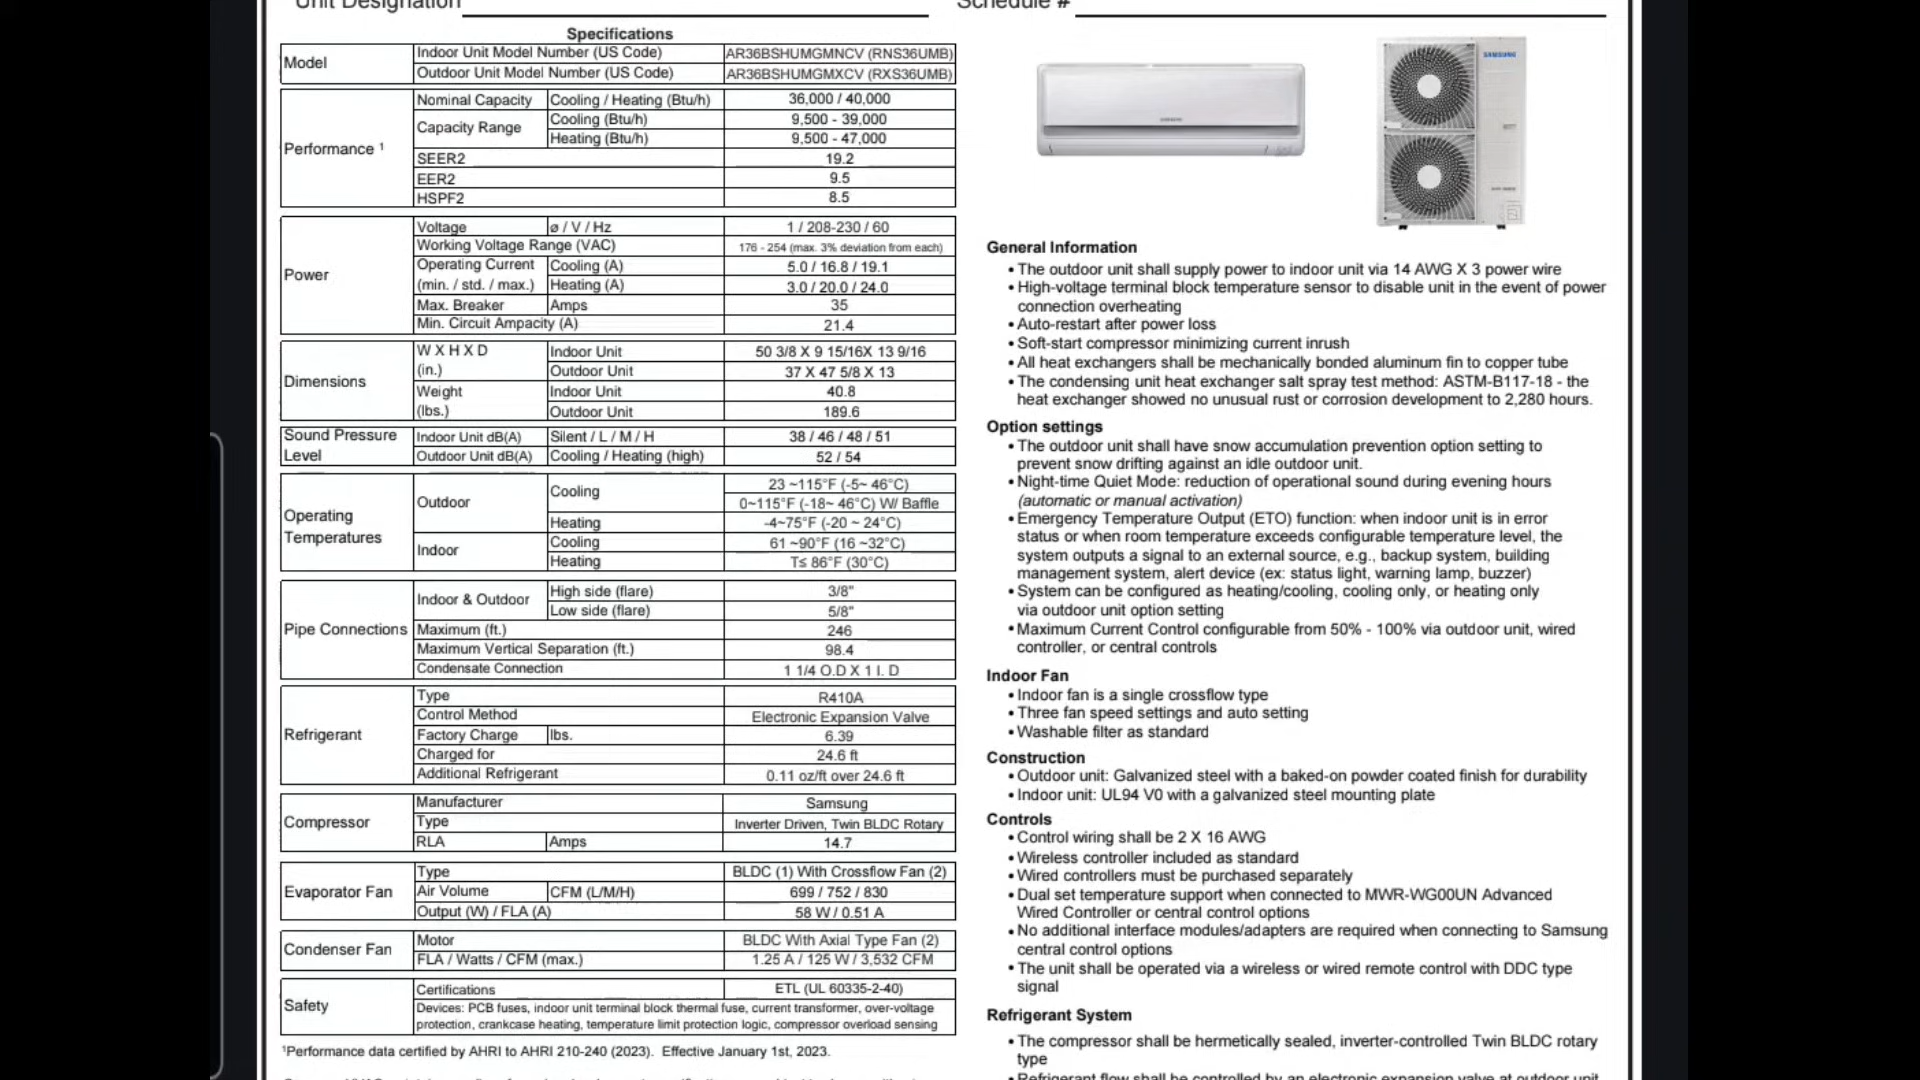 Unit Designation Schedule #
Specifications
Model
Indoor Unit Model Number (US Code) AR36BSHUMGMNCV (RNS36UMB)
Outdoor Unit Model Number (US Code) AR36BSHUMGMXCV (RXS36UMB)
Performance ¹
Nominal Capacity Cooling / Heating (Btu/h) 36,000 / 40,000
Capacity Range Cooling (Btu/h) 9,500 - 39,000
Heating (Btu/h) 9,500 - 47,000
SEER2 19.2
EER2 9.5
HSPF2 8.5
Power
Voltage ø / V / Hz 1 / 208-230 / 60
Working Voltage Range (VAC) 176 - 254 (max. 3% deviation from each)
Operating Current Cooling (A) 5.0 / 16.8 / 19.1
(min. / std. / max.) Heating (A) 3.0 / 20.0 / 24.0
Max. Breaker Amps 35
Min. Circuit Ampacity (A) 21.4
Dimensions
W X H X D Indoor Unit 50 3/8 X 9 15/16X 13 9/16
(in.) Outdoor Unit 37 X 47 5/8 X 13
Weight Indoor Unit 40.8
(lbs.) Outdoor Unit 189.6
Sound Pressure Indoor Unit dB(A) Silent / L / M / H 38 / 46 / 48 / 51
Level Outdoor Unit dB(A) Cooling / Heating (high) 52 / 54
Operating
Temperatures
Outdoor Cooling 23 ~115°F (-5~ 46°C)
0~115°F (-18~ 46°C) W/ Baffle
Heating -4~75°F (-20 ~ 24°C)
Indoor Cooling 61 ~90°F (16 ~32°C)
Heating T≤ 86°F (30°C)
Pipe Connections
Indoor & Outdoor High side (flare) 3/8"
Low side (flare) 5/8"
Maximum (ft.) 246
Maximum Vertical Separation (ft.) 98.4
Condensate Connection 1 1/4 O.D X 1 I. D
Refrigerant
Type R410A
Control Method Electronic Expansion Valve
Factory Charge lbs. 6.39
Charged for 24.6 ft
Additional Refrigerant 0.11 oz/ft over 24.6 ft
Compressor
Manufacturer Samsung
Type Inverter Driven, Twin BLDC Rotary
RLA Amps 14.7
Evaporator Fan
Type BLDC (1) With Crossflow Fan (2)
Air Volume CFM (L/M/H) 699 / 752 / 830
Output (W) / FLA (A) 58 W / 0.51 A
Condenser Fan
Motor BLDC With Axial Type Fan (2)
FLA / Watts / CFM (max.) 1.25 A / 125 W / 3,532 CFM
Safety
Certifications ETL (UL 60335-2-40)
Devices: PCB fuses, indoor unit terminal block thermal fuse, current transformer, over-voltage
protection, crankcase heating, temperature limit protection logic, compressor overload sensing
¹Performance data certified by AHRI to AHRI 210-240 (2023). Effective January 1st, 2023.
SAMSUNG
SAMSUNG
General Information
• The outdoor unit shall supply power to indoor unit via 14 AWG X 3 power wire
• High-voltage terminal block temperature sensor to disable unit in the event of power
connection overheating
• Auto-restart after power loss
• Soft-start compressor minimizing current inrush
• All heat exchangers shall be mechanically bonded aluminum fin to copper tube
• The condensing unit heat exchanger salt spray test method: ASTM-B117-18 - the
heat exchanger showed no unusual rust or corrosion development to 2,280 hours.
Option settings
• The outdoor unit shall have snow accumulation prevention option setting to
prevent snow drifting against an idle outdoor unit.
• Night-time Quiet Mode: reduction of operational sound during evening hours
(automatic or manual activation)
• Emergency Temperature Output (ETO) function: when indoor unit is in error
status or when room temperature exceeds configurable temperature level, the
system outputs a signal to an external source, e.g., backup system, building
management system, alert device (ex: status light, warning lamp, buzzer)
• System can be configured as heating/cooling, cooling only, or heating only
via outdoor unit option setting
• Maximum Current Control configurable from 50% - 100% via outdoor unit, wired
controller, or central controls
Indoor Fan
• Indoor fan is a single crossflow type
• Three fan speed settings and auto setting
• Washable filter as standard
Construction
• Outdoor unit: Galvanized steel with a baked-on powder coated finish for durability
• Indoor unit: UL94 V0 with a galvanized steel mounting plate
Controls
• Control wiring shall be 2 X 16 AWG
• Wireless controller included as standard
• Wired controllers must be purchased separately
• Dual set temperature support when connected to MWR-WG00UN Advanced
Wired Controller or central control options
• No additional interface modules/adapters are required when connecting to Samsung
central control options
• The unit shall be operated via a wireless or wired remote control with DDC type
signal
Refrigerant System
• The compressor shall be hermetically sealed, inverter-controlled Twin BLDC rotary
type
• Refrigerant flow shall be controlled by an electronic expansion valve at outdoor unit